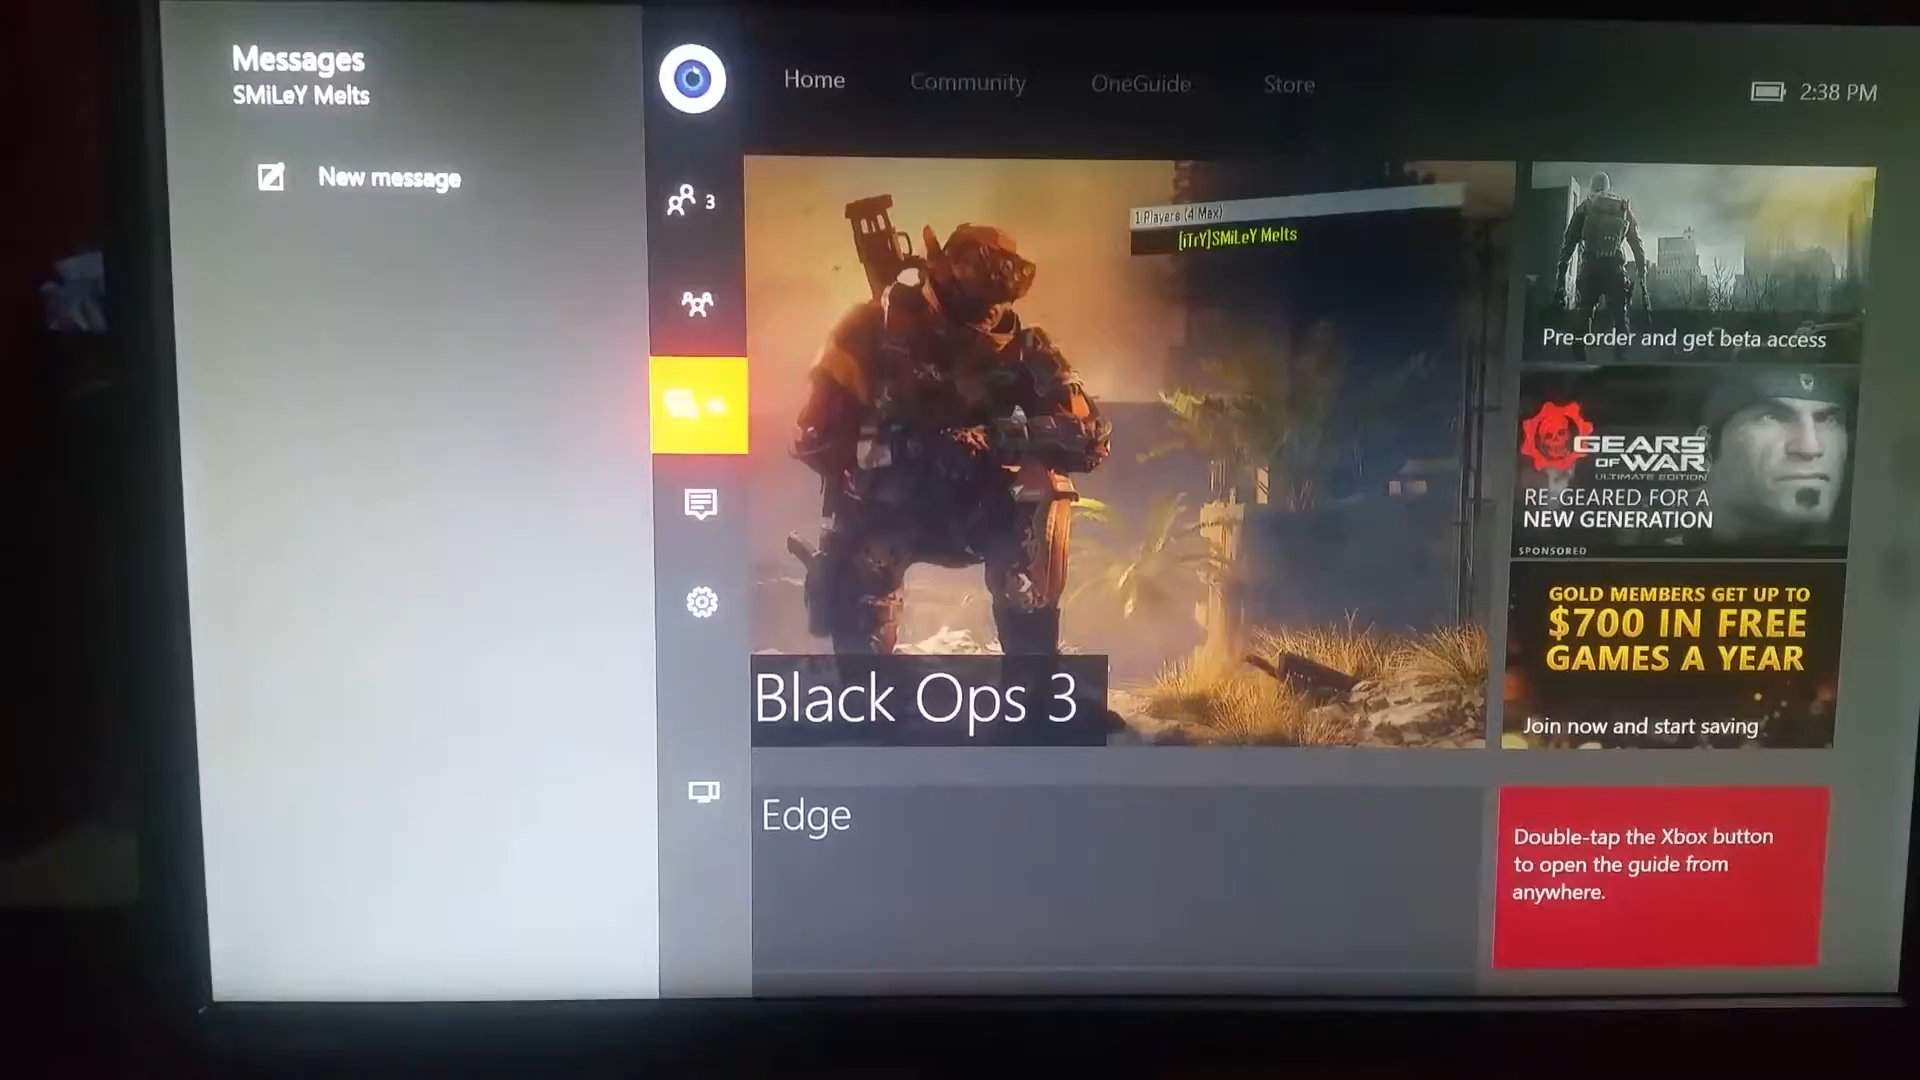 Messages
SMiLeY Melts
New message
3
Home
Community
OneGuide
Store
2:38 PM
1 Players (4 Max)
[iTrY]SMiLeY Melts
Black Ops 3
Edge
Pre-order and get beta access
GEARS
OF WAR
ULTIMATE EDITION
RE-GEARED FOR A
NEW GENERATION
SPONSORED
GOLD MEMBERS GET UP TO
$700 IN FREE
GAMES A YEAR
Join now and start saving
Double-tap the Xbox button
to open the guide from
anywhere.